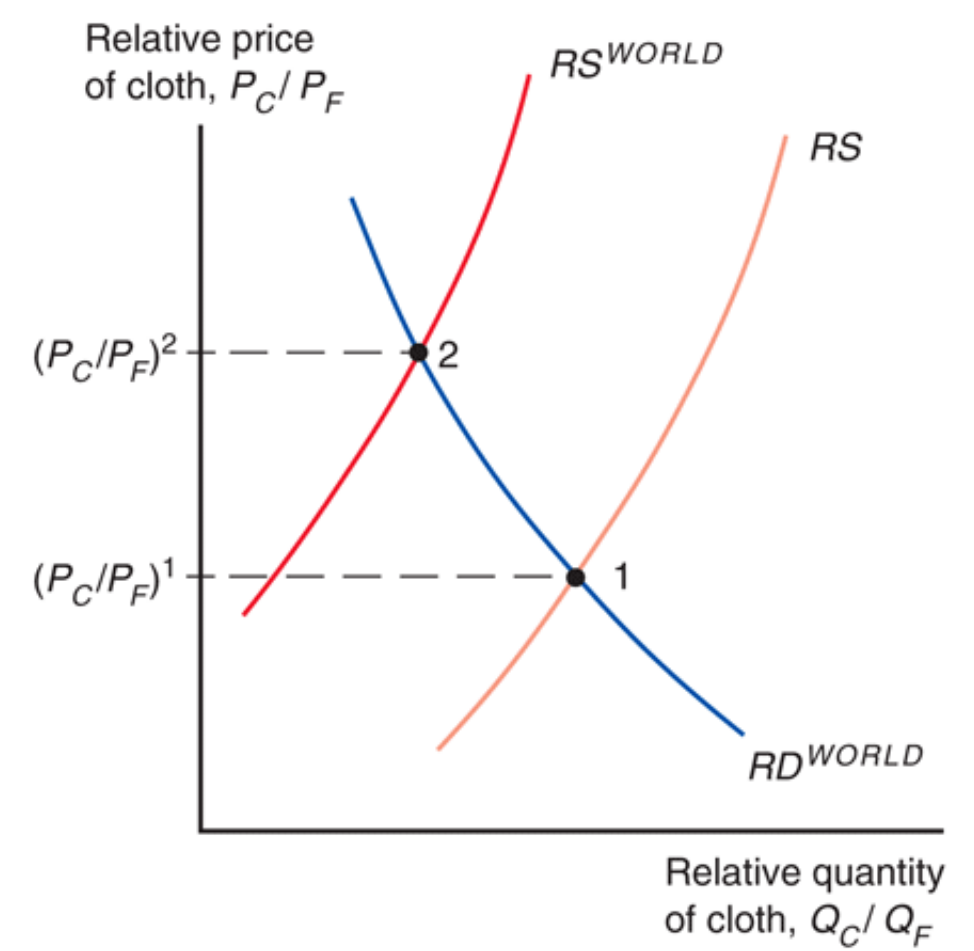 Relative price
of cloth, P_C/ P_F
RS^WORLD
RS
(P_C/P_F)^2
2
(P_C/P_F)^1
1
RD^WORLD
Relative quantity
of cloth, Q_C/ Q_F